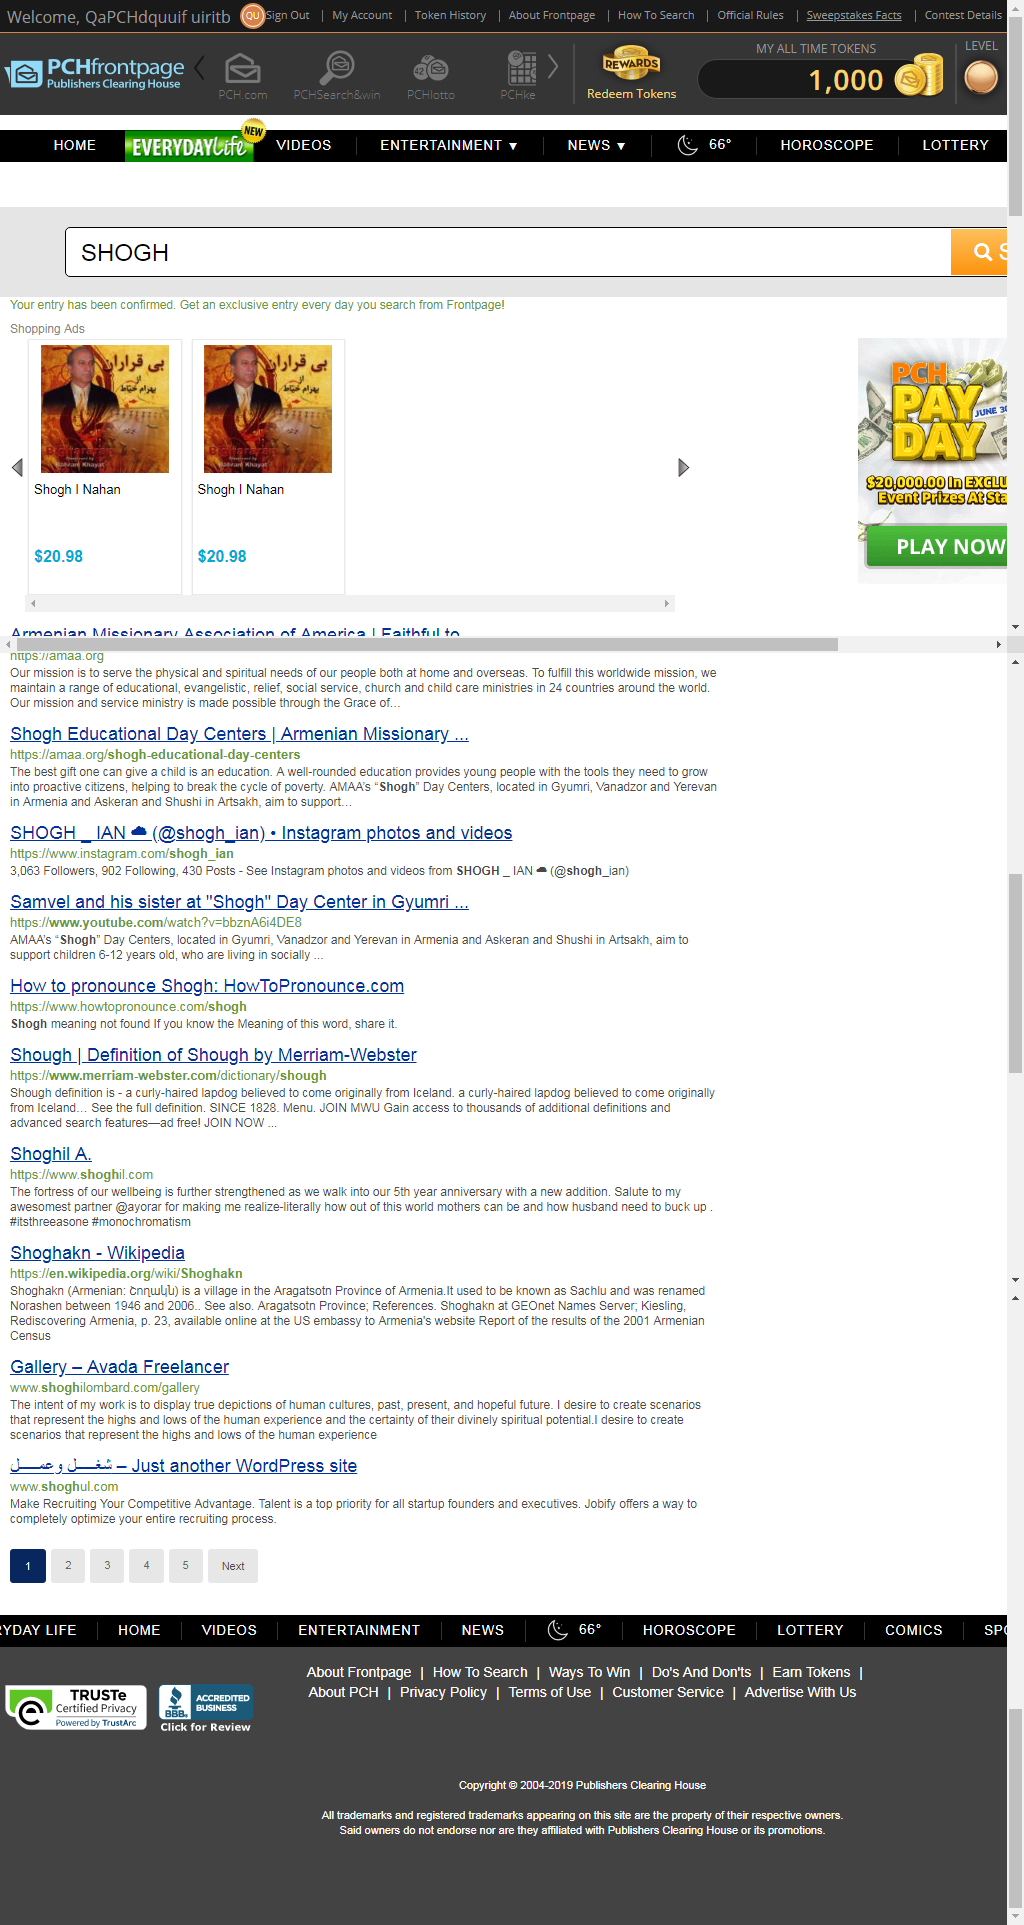 Welcome, QaPCHdquuif uiritb QU Sign Out | My Account | Token History | About Frontpage | How To Search | Official Rules | Sweepstakes Facts | Contest Details
PCHfrontpage
Publishers Clearing House
PCH.com
PCHSearch&win
42
PCHlotto
PCHke
REWARDS
Redeem Tokens
MY ALL TIME TOKENS
1,000
LEVEL
HOME
EVERYDAY Life
NEW
VIDEOS
ENTERTAINMENT ▼
NEWS ▼
66°
HOROSCOPE
LOTTERY
SHOGH
S
Your entry has been confirmed. Get an exclusive entry every day you search from Frontpage!
Shopping Ads
بی قراران
از
بهرام خیاط
Bahram Khayat
Shogh I Nahan
$20.98
بی قراران
از
بهرام خیاط
Bahram Khayat
Shogh I Nahan
$20.98
PCH
PAY
DAY
JUNE 30
$20,000.00 In EXCLU
Event Prizes At Sta
PLAY NOW
Armenian Missionary Association of America | Faithful to
https://amaa.org
Our mission is to serve the physical and spiritual needs of our people both at home and overseas. To fulfill this worldwide mission, we
maintain a range of educational, evangelistic, relief, social service, church and child care ministries in 24 countries around the world.
Our mission and service ministry is made possible through the Grace of…
Shogh Educational Day Centers | Armenian Missionary ...
https://amaa.org/shogh-educational-day-centers
The best gift one can give a child is an education. A well-rounded education provides young people with the tools they need to grow
into proactive citizens, helping to break the cycle of poverty. AMAA's “Shogh” Day Centers, located in Gyumri, Vanadzor and Yerevan
in Armenia and Askeran and Shushi in Artsakh, aim to support…
SHOGH _ IAN ☁ (@shogh_ian) • Instagram photos and videos
https://www.instagram.com/shogh_ian
3,063 Followers, 902 Following, 430 Posts - See Instagram photos and videos from SHOGH _ IAN ☁ (@shogh_ian)
Samvel and his sister at "Shogh" Day Center in Gyumri ...
https://www.youtube.com/watch?v=bbznA6i4DE8
AMAA's “Shogh” Day Centers, located in Gyumri, Vanadzor and Yerevan in Armenia and Askeran and Shushi in Artsakh, aim to
support children 6-12 years old, who are living in socially ...
How to pronounce Shogh: HowToPronounce.com
https://www.howtopronounce.com/shogh
Shogh meaning not found If you know the Meaning of this word, share it.
Shough | Definition of Shough by Merriam-Webster
https://www.merriam-webster.com/dictionary/shough
Shough definition is - a curly-haired lapdog believed to come originally from Iceland. a curly-haired lapdog believed to come originally
from Iceland… See the full definition. SINCE 1828. Menu. JOIN MWU Gain access to thousands of additional definitions and
advanced search features—ad free! JOIN NOW ...
Shoghil A.
https://www.shoghil.com
The fortress of our wellbeing is further strengthened as we walk into our 5th year anniversary with a new addition. Salute to my
awesomest partner @ayorar for making me realize-literally how out of this world mothers can be and how husband need to buck up .
#itsthreeasone #monochromatism
Shoghakn - Wikipedia
https://en.wikipedia.org/wiki/Shoghakn
Shoghakn (Armenian: Շողակն) is a village in the Aragatsotn Province of Armenia.It used to be known as Sachlu and was renamed
Norashen between 1946 and 2006.. See also. Aragatsotn Province; References. Shoghakn at GEOnet Names Server; Kiesling,
Rediscovering Armenia, p. 23, available online at the US embassy to Armenia's website Report of the results of the 2001 Armenian
Census
Gallery – Avada Freelancer
www.shoghilombard.com/gallery
The intent of my work is to display true depictions of human cultures, past, present, and hopeful future. I desire to create scenarios
that represent the highs and lows of the human experience and the certainty of their divinely spiritual potential.I desire to create
scenarios that represent the highs and lows of the human experience
شغـــــل وعمـــــل – Just another WordPress site
www.shoghul.com
Make Recruiting Your Competitive Advantage. Talent is a top priority for all startup founders and executives. Jobify offers a way to
completely optimize your entire recruiting process.
1 2 3 4 5 Next
RYDAY LIFE HOME VIDEOS ENTERTAINMENT NEWS 66° HOROSCOPE LOTTERY COMICS SPO
About Frontpage | How To Search | Ways To Win | Do's And Don'ts | Earn Tokens |
About PCH | Privacy Policy | Terms of Use | Customer Service | Advertise With Us
TRUSTe
Certified Privacy
Powered by TrustArc
BBB.
ACCREDITED
BUSINESS
Click for Review
Copyright © 2004-2019 Publishers Clearing House
All trademarks and registered trademarks appearing on this site are the property of their respective owners.
Said owners do not endorse nor are they affiliated with Publishers Clearing House or its promotions.